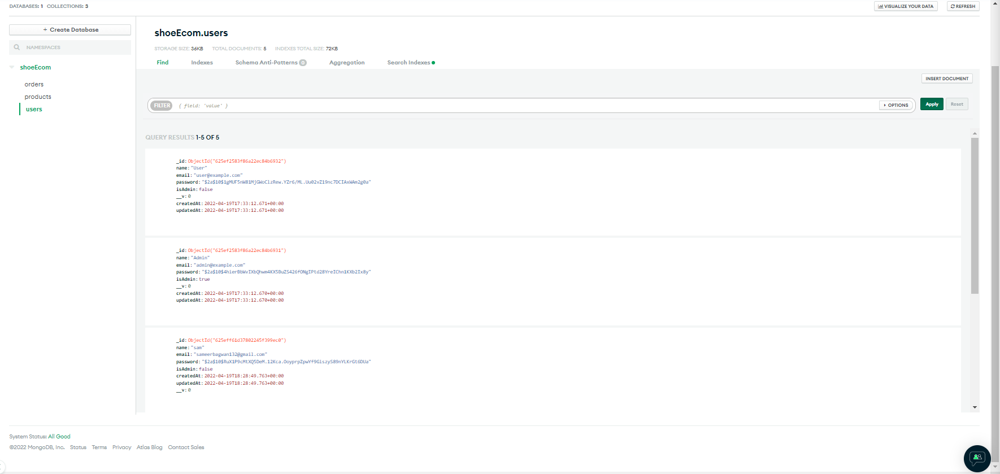 DATABASES: 1 COLLECTIONS: 3
VISUALIZE YOUR DATA
REFRESH
+ Create Database
NAMESPACES
shoeEcom
orders
products
users
shoeEcom.users
STORAGE SIZE: 36KB TOTAL DOCUMENTS: 5 INDEXES TOTAL SIZE: 72KB
Find Indexes Schema Anti-Patterns 0 Aggregation Search Indexes
INSERT DOCUMENT
FILTER { field: 'value' } OPTIONS Apply Reset
QUERY RESULTS 1-5 OF 5
_id: ObjectId("625ef2583f86a22ec84b6932")
name: "User"
email: "user@example.com"
password: "$2a$10$1gMUF5nW81MjGWoClzRew.YZr6/ML.Uu02vZ19nc7DCIAxWAm2g0a"
isAdmin: false
__v: 0
createdAt: 2022-04-19T17:33:12.671+00:00
updatedAt: 2022-04-19T17:33:12.671+00:00
_id: ObjectId("625ef2583f86a22ec84b6931")
name: "Admin"
email: "admin@example.com"
password: "$2a$10$4hierBbWvIXbQhwm4KX5BuZS426fONgIPtd28YreIChn1KXb2Ix8y"
isAdmin: true
__v: 0
createdAt: 2022-04-19T17:33:12.670+00:00
updatedAt: 2022-04-19T17:33:12.670+00:00
_id: ObjectId("625eff61d37802245f399ec0")
name: "sam"
email: "sameerbagwan132@gmail.com"
password: "$2a$10$RuX1P9cMtXQ5DeM.12Kca.OoyprpZpwYf9GiszyS89nYLKrGt6DUa"
isAdmin: false
createdAt: 2022-04-19T18:28:49.763+00:00
updatedAt: 2022-04-19T18:28:49.763+00:00
__v: 0
System Status: All Good
©2022 MongoDB, Inc. Status Terms Privacy Atlas Blog Contact Sales